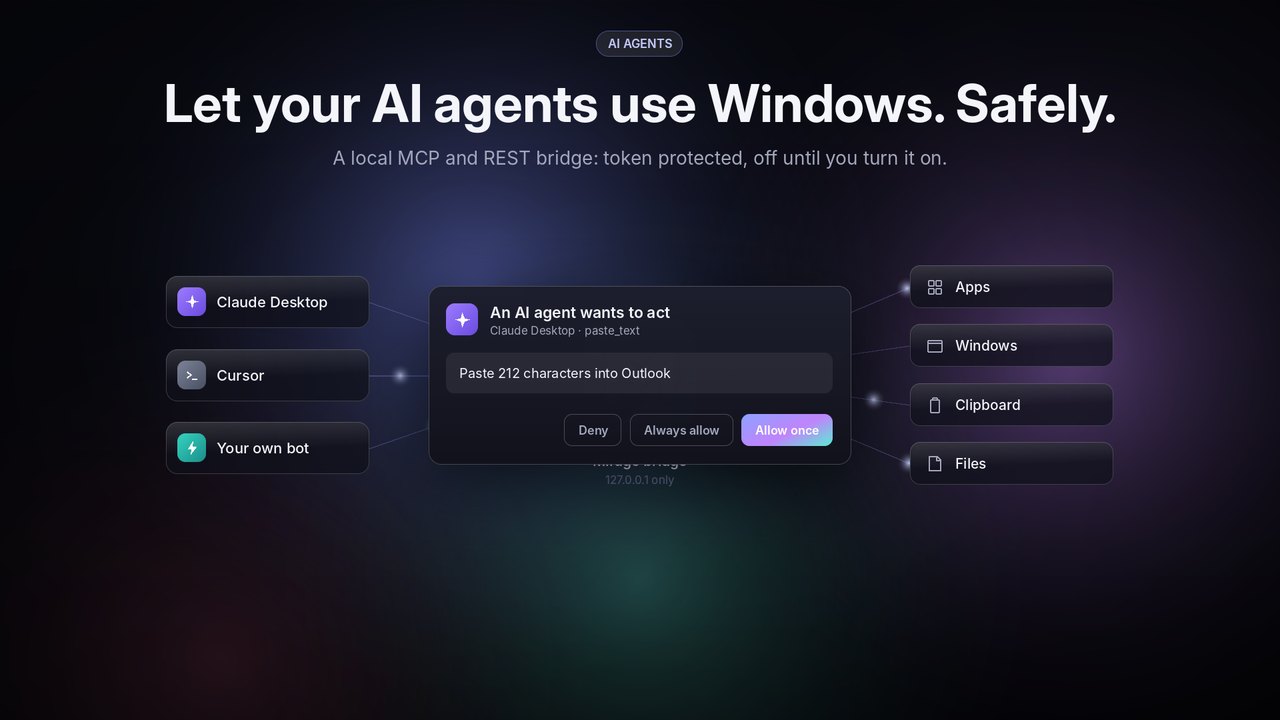 AI AGENTS
Let your AI agents use Windows. Safely.
A local MCP and REST bridge: token protected, off until you turn it on.
Claude Desktop
Cursor
Your own bot
An AI agent wants to act
Claude Desktop · paste_text
Paste 212 characters into Outlook
Deny
Always allow
Allow once
bridge
127.0.0.1 only
Apps
Windows
Clipboard
Files